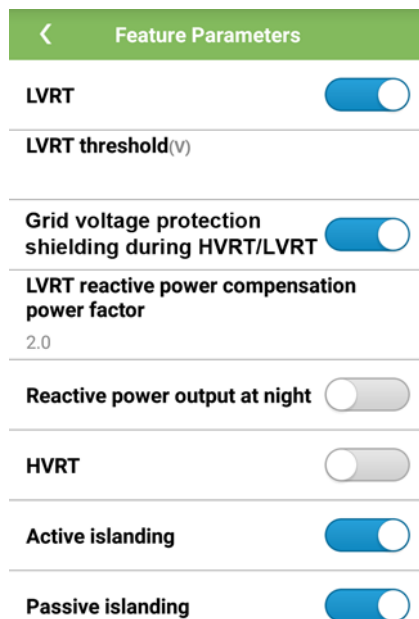 Feature Parameters
LVRT
LVRT threshold(V)
Grid voltage protection
shielding during HVRT/LVRT
LVRT reactive power compensation
power factor
2.0
Reactive power output at night
HVRT
Active islanding
Passive islanding